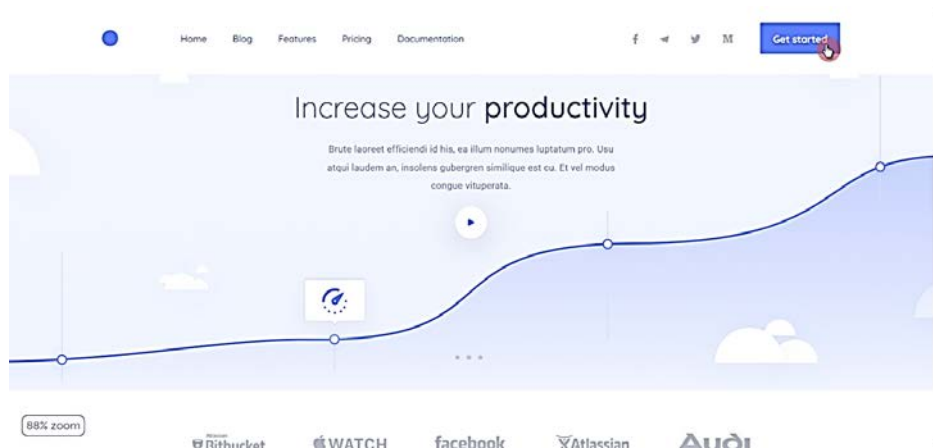 Home Blog Features Pricing Documentation Get started
Increase your productivity
Brute laoreet efficiendi id his, ea illum nonumes luptatum pro. Usu
atqui laudem an, insolens gubergren similique est cu. Et vel modus
congue vituperata.
88% zoom
Atlassian
Bitbucket WATCH facebook Atlassian Audi